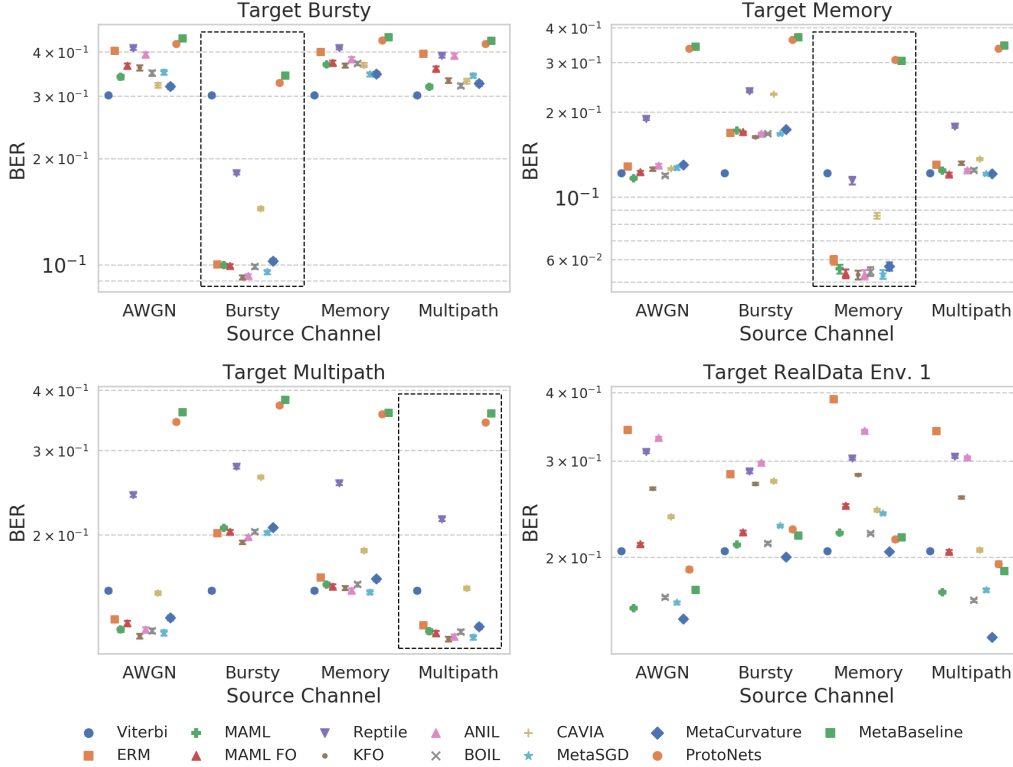 Target Bursty
BER
4 × 10⁻¹
3 × 10⁻¹
2 × 10⁻¹
10⁻¹
AWGN Bursty Memory Multipath
Source Channel
Target Memory
BER
3 × 10⁻¹
2 × 10⁻¹
10⁻¹
6 × 10⁻²
AWGN Bursty Memory Multipath
Source Channel
Target Multipath
BER
4 × 10⁻¹
3 × 10⁻¹
2 × 10⁻¹
AWGN Bursty Memory Multipath
Source Channel
Target RealData Env. 1
BER
4 × 10⁻¹
3 × 10⁻¹
2 × 10⁻¹
AWGN Bursty Memory Multipath
Source Channel
Viterbi MAML Reptile ANIL CAVIA MetaCurvature MetaBaseline
ERM MAML FO KFO BOIL MetaSGD ProtoNets